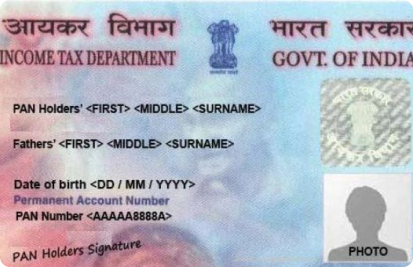 आयकर विभाग
भारत सरकार
INCOME TAX DEPARTMENT
GOVT. OF INDIA
PAN Holders' <FIRST> <MIDDLE> <SURNAME>
Fathers' <FIRST> <MIDDLE> <SURNAME>
Date of birth <DD / MM / YYYY>
Permanent Account Number
PAN Number <AAAAA8888A>
PAN Holders Signature
PHOTO